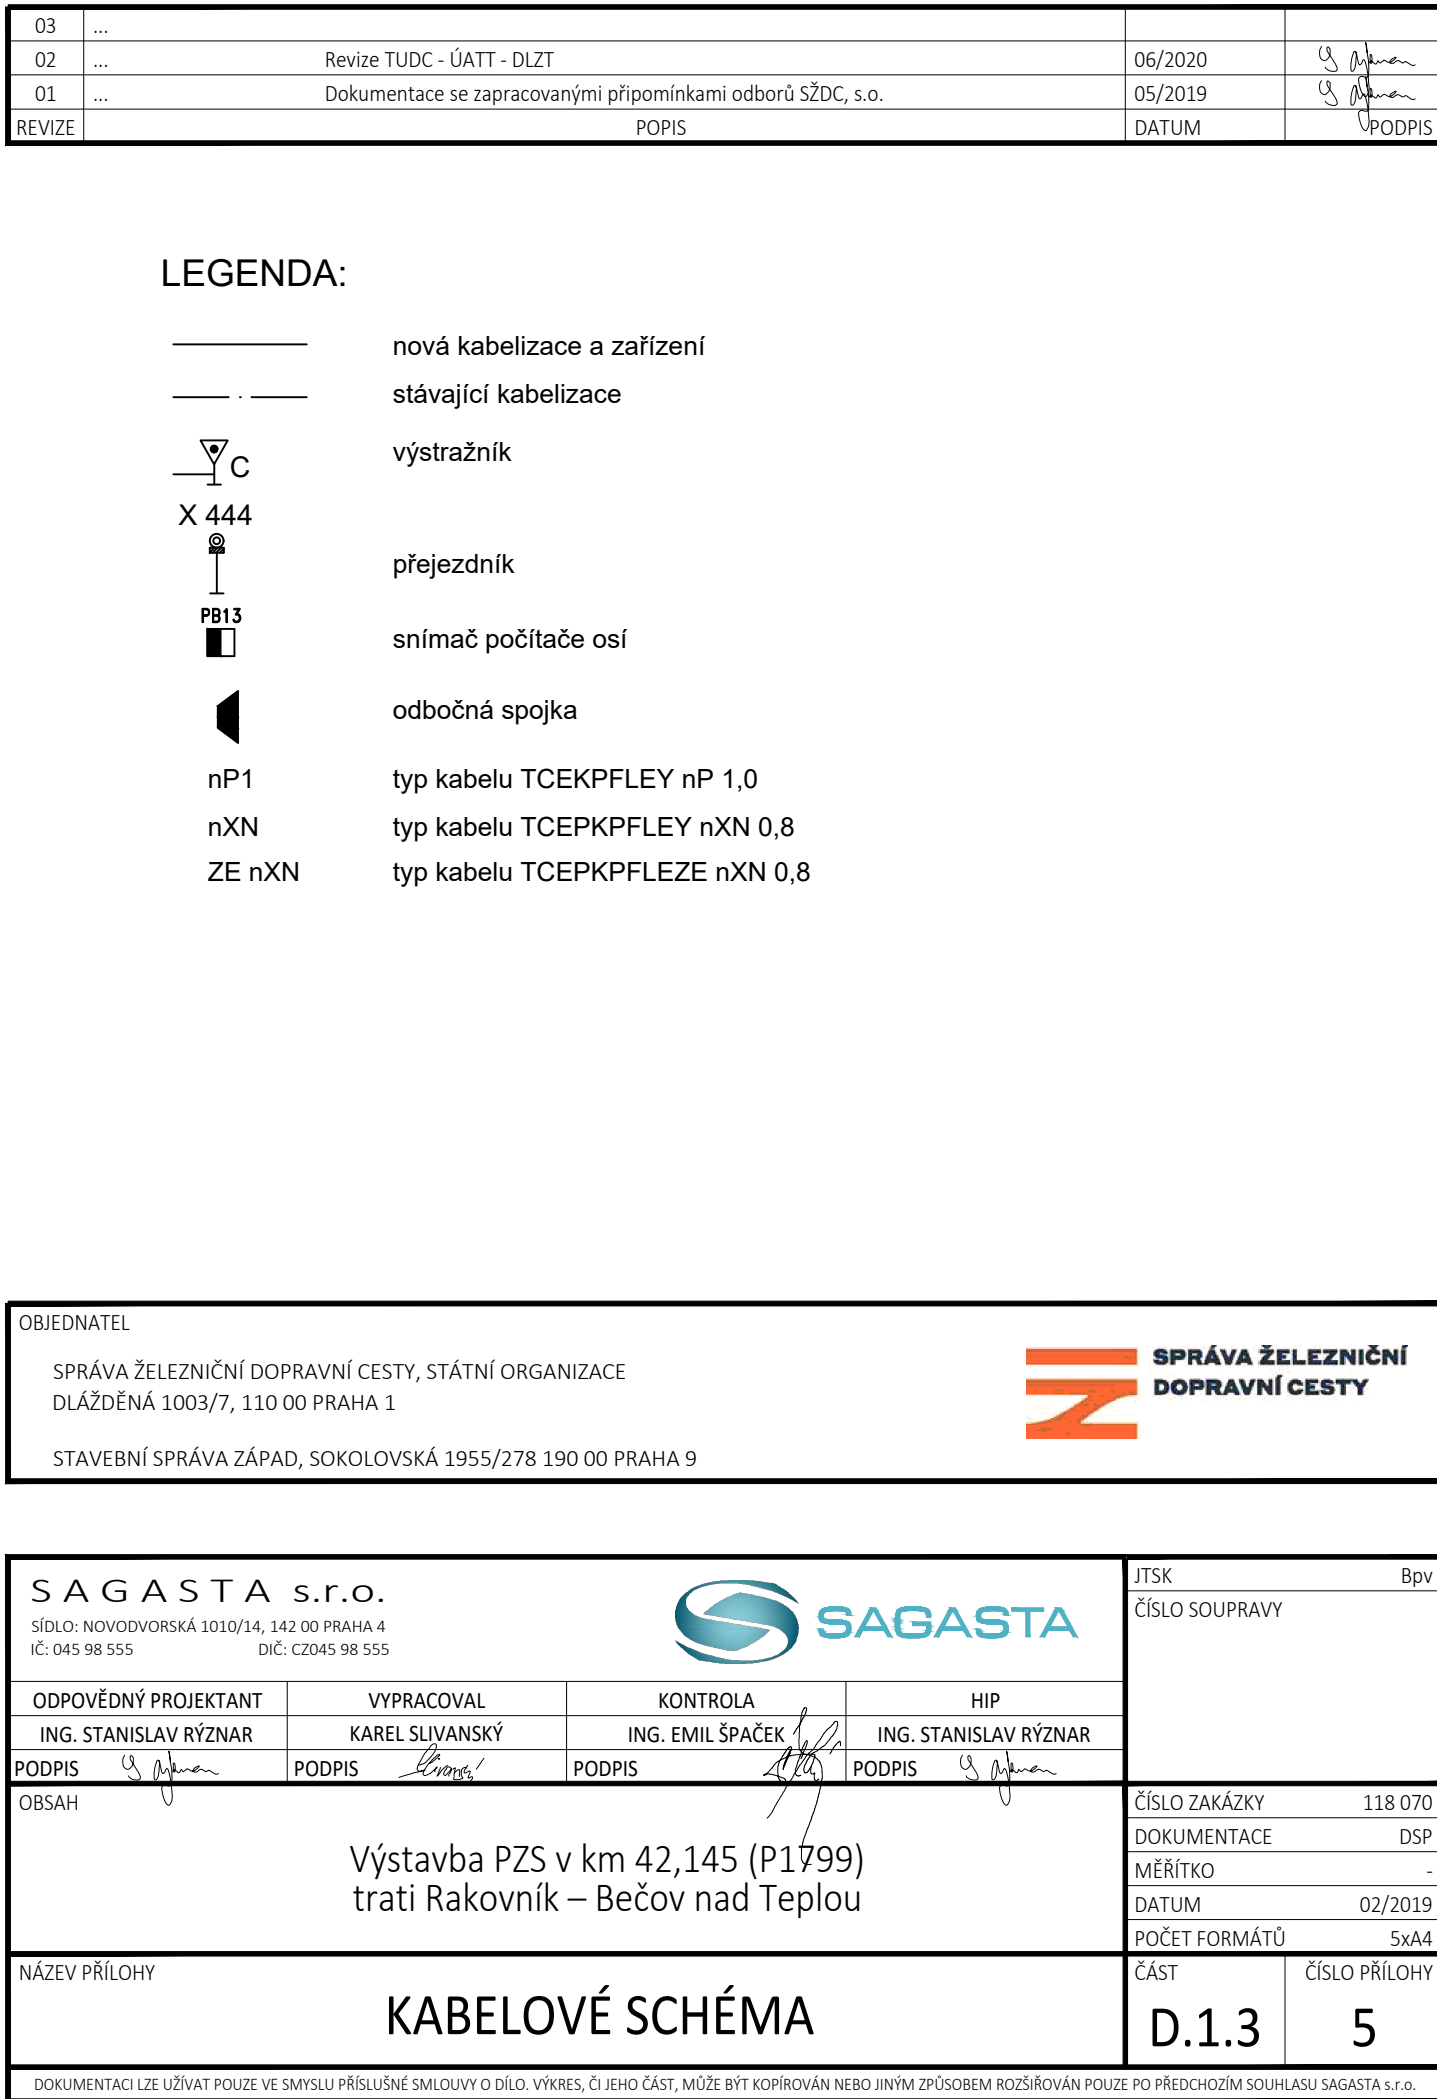 03 ...
02 ... Revize TUDC - ÚATT - DLZT 06/2020
01 ... Dokumentace se zapracovanými připomínkami odborů SŽDC, s.o. 05/2019
REVIZE POPIS DATUM PODPIS
LEGENDA:
nová kabelizace a zařízení
stávající kabelizace
C výstražník
X 444
přejezdník
PB13
snímač počítače osí
odbočná spojka
nP1 typ kabelu TCEKPFLEY nP 1,0
nXN typ kabelu TCEPKPFLEY nXN 0,8
ZE nXN typ kabelu TCEPKPFLEZE nXN 0,8
OBJEDNATEL
SPRÁVA ŽELEZNIČNÍ DOPRAVNÍ CESTY, STÁTNÍ ORGANIZACE
DLÁŽDĚNÁ 1003/7, 110 00 PRAHA 1
STAVEBNÍ SPRÁVA ZÁPAD, SOKOLOVSKÁ 1955/278 190 00 PRAHA 9
SPRÁVA ŽELEZNIČNÍ
DOPRAVNÍ CESTY
SAGASTA s.r.o.
SÍDLO: NOVODVORSKÁ 1010/14, 142 00 PRAHA 4
IČ: 045 98 555 DIČ: CZ045 98 555
SAGASTA
JTSK Bpv
ČÍSLO SOUPRAVY
ODPOVĚDNÝ PROJEKTANT VYPRACOVAL KONTROLA HIP
ING. STANISLAV RÝZNAR KAREL SLIVANSKÝ ING. EMIL ŠPAČEK ING. STANISLAV RÝZNAR
PODPIS PODPIS PODPIS PODPIS
OBSAH
Výstavba PZS v km 42,145 (P1799)
trati Rakovník – Bečov nad Teplou
ČÍSLO ZAKÁZKY 118 070
DOKUMENTACE DSP
MĚŘÍTKO -
DATUM 02/2019
POČET FORMÁTŮ 5xA4
NÁZEV PŘÍLOHY
KABELOVÉ SCHÉMA
ČÁST ČÍSLO PŘÍLOHY
D.1.3 5
DOKUMENTACI LZE UŽÍVAT POUZE VE SMYSLU PŘÍSLUŠNÉ SMLOUVY O DÍLO. VÝKRES, ČI JEHO ČÁST, MŮŽE BÝT KOPÍROVÁN NEBO JINÝM ZPŮSOBEM ROZŠIŘOVÁN POUZE PO PŘEDCHOZÍM SOUHLASU SAGASTA s.r.o.